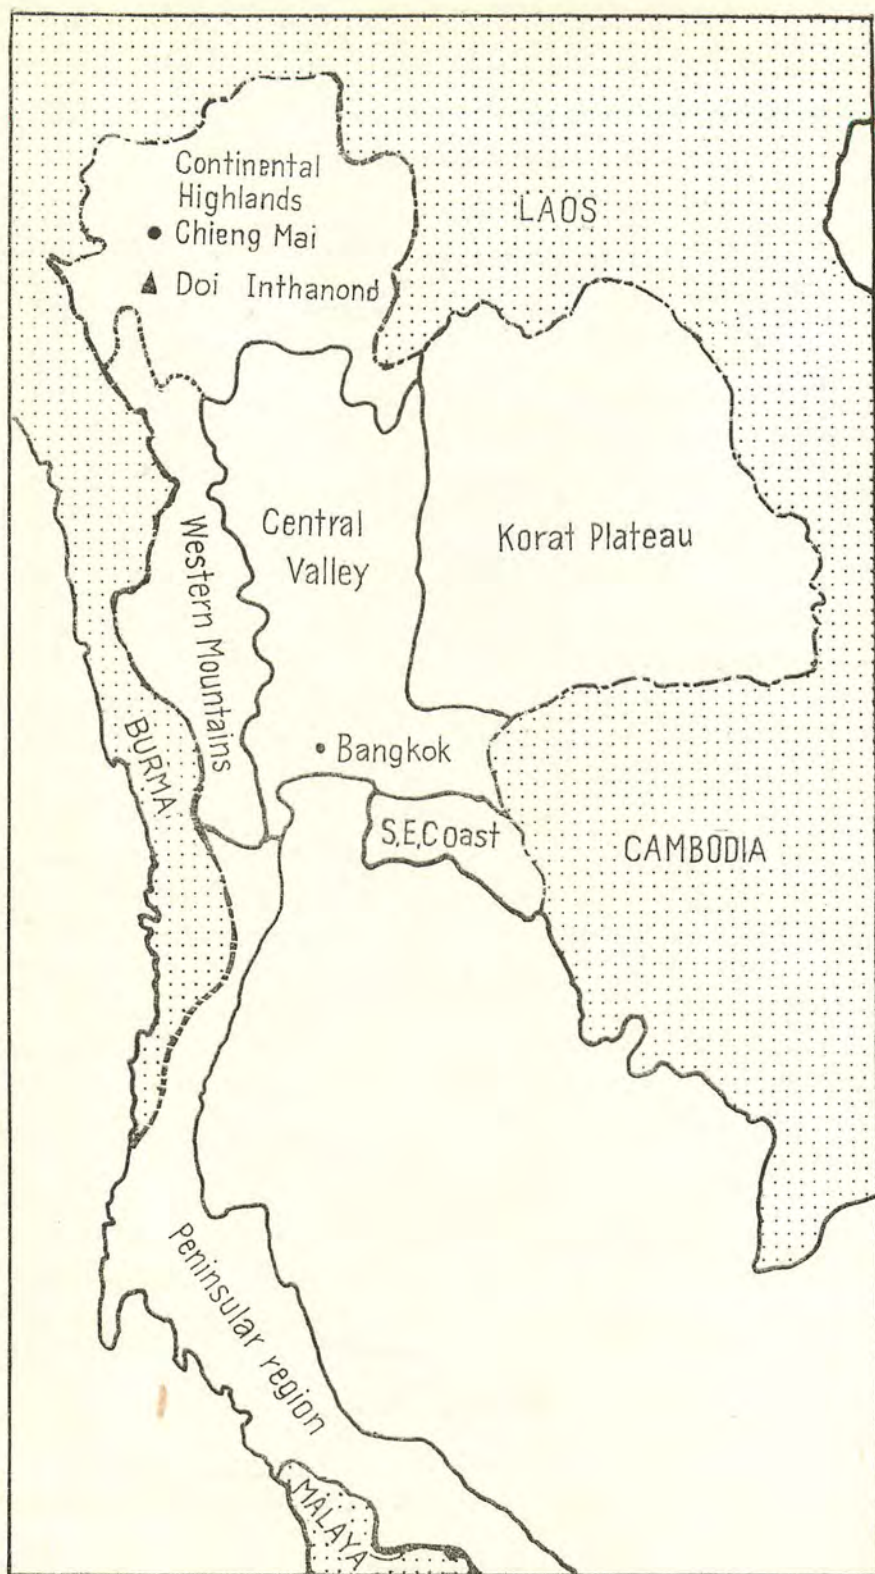 Continental
Highlands
Chieng Mai
Doi Inthanond
LAOS
Central
Valley
Korat Plateau
Western Mountains
BURMA
Bangkok
S,E,Coast
CAMBODIA
Peninsular region
MALAYA